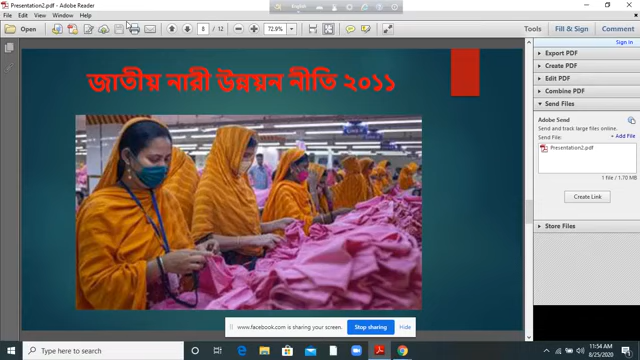 Presentation2.pdf - Adobe Reader
English
File Edit View Window Help
Open
8 / 12
72.9%
Tools
Fill & Sign
Comment
Sign In
Export PDF
Create PDF
Edit PDF
Combine PDF
Send Files
Adobe Send
Send and track large files online.
Send File:
+ Add File
Presentation2.pdf
1 file / 1.70 MB
Create Link
Store Files
জাতীয় নারী উন্নয়ন নীতি ২০১১
www.facebook.com is sharing your screen.
Stop sharing
Hide
Type here to search
11:54 AM
8/25/2020